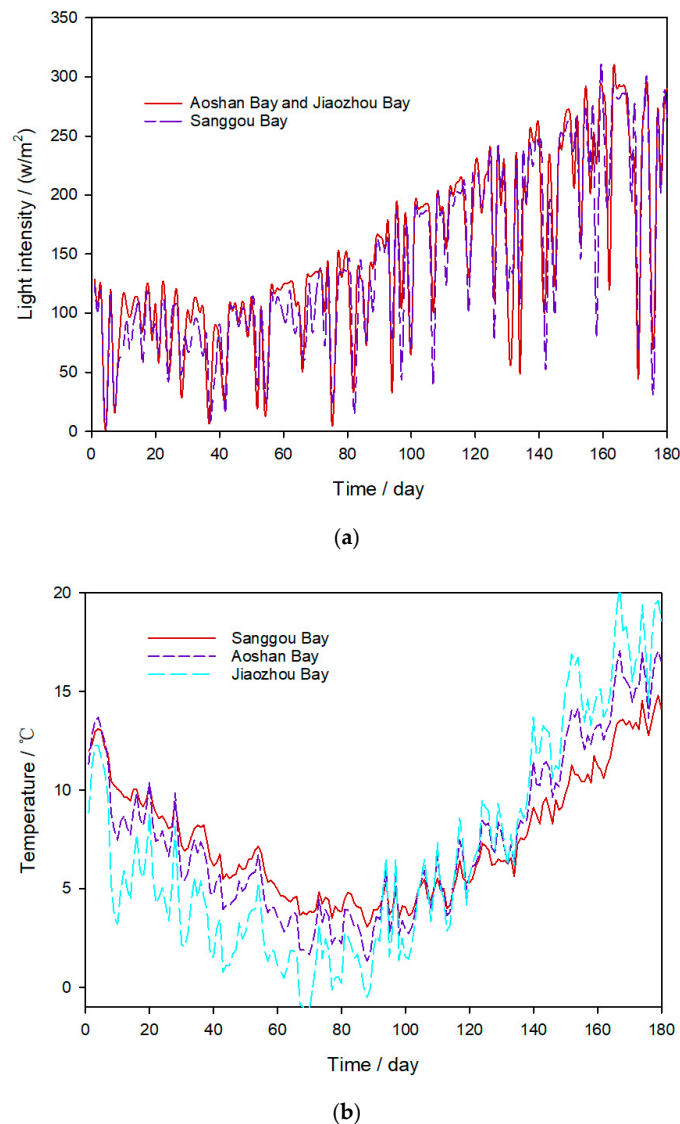 350
300
250
200
150
100
50
0
Light intensity / (w/m²)
Aoshan Bay and Jiaozhou Bay
Sanggou Bay
0 20 40 60 80 100 120 140 160 180
Time / day
(a)
20
15
10
5
0
Temperature / ℃
Sanggou Bay
Aoshan Bay
Jiaozhou Bay
0 20 40 60 80 100 120 140 160 180
Time / day
(b)